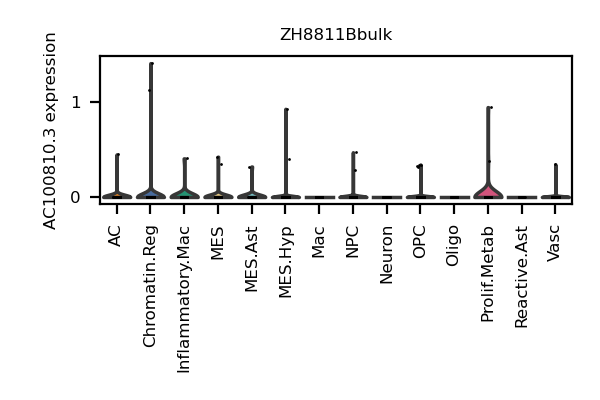 ZH8811Bbulk
AC100810.3 expression
1
0
AC
Chromatin.Reg
Inflammatory.Mac
MES
MES.Ast
MES.Hyp
Mac
NPC
Neuron
OPC
Oligo
Prolif.Metab
Reactive.Ast
Vasc